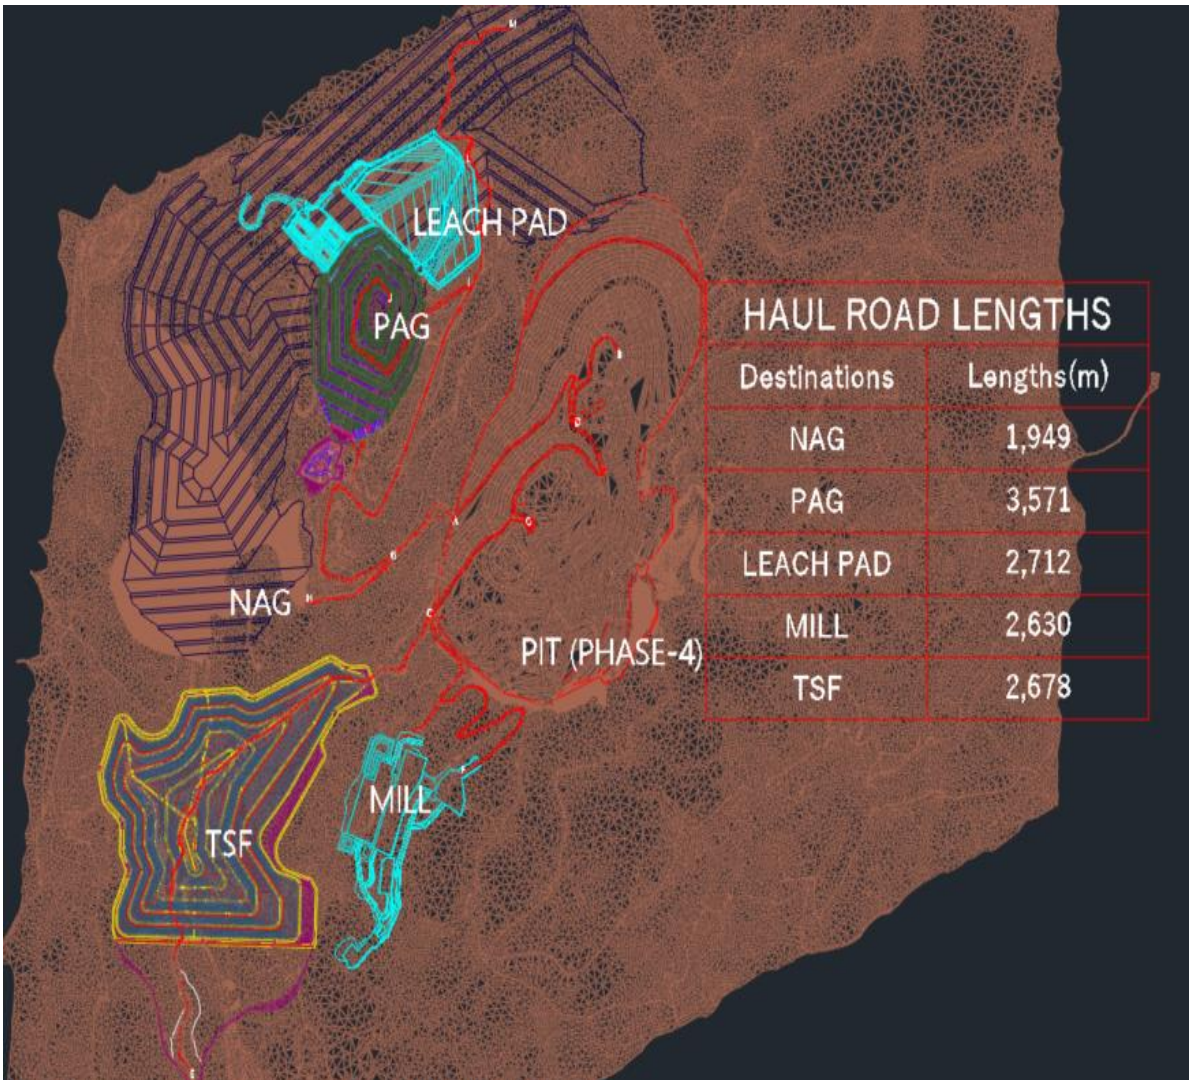 M
L
LEACH PAD
I
J
PAG
HAUL ROAD LENGTHS
Destinations Lengths(m)
NAG 1,949
PAG 3,571
LEACH PAD 2,712
MILL 2,630
TSF 2,678
B
D
A
G
H
NAG
C
PIT (PHASE-4)
MILL
TSF